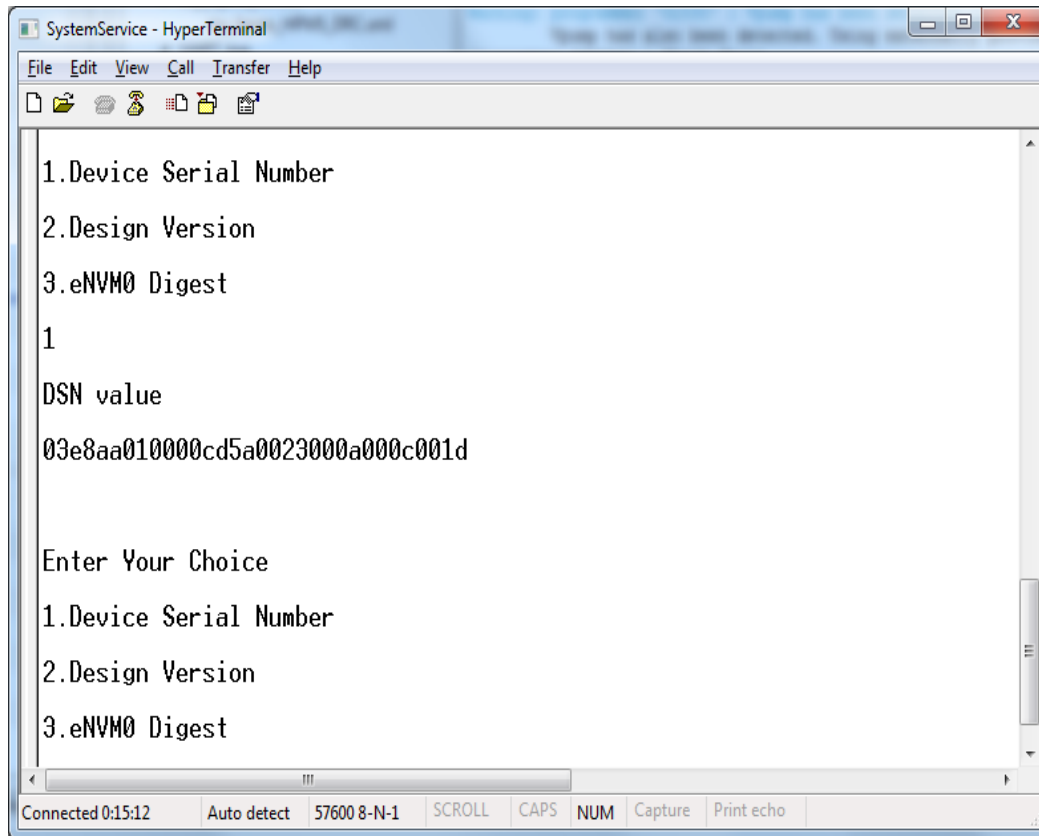 SystemService - HyperTerminal
File Edit View Call Transfer Help
1.Device Serial Number
2.Design Version
3.eNVM0 Digest
1
DSN value
03e8aa010000cd5a0023000a000c001d
Enter Your Choice
1.Device Serial Number
2.Design Version
3.eNVM0 Digest
Connected 0:15:12 Auto detect 57600 8-N-1 SCROLL CAPS NUM Capture Print echo